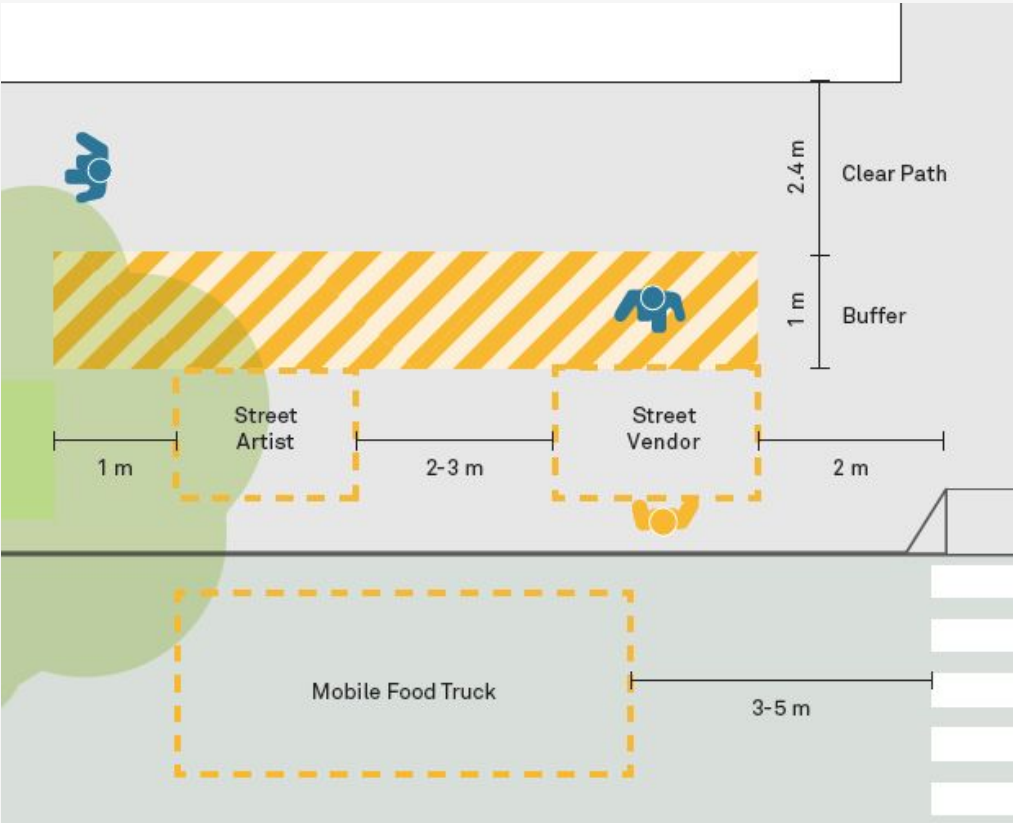 2.4 m
Clear Path
1 m
Buffer
Street
Artist
Street
Vendor
1 m
2-3 m
2 m
Mobile Food Truck
3-5 m